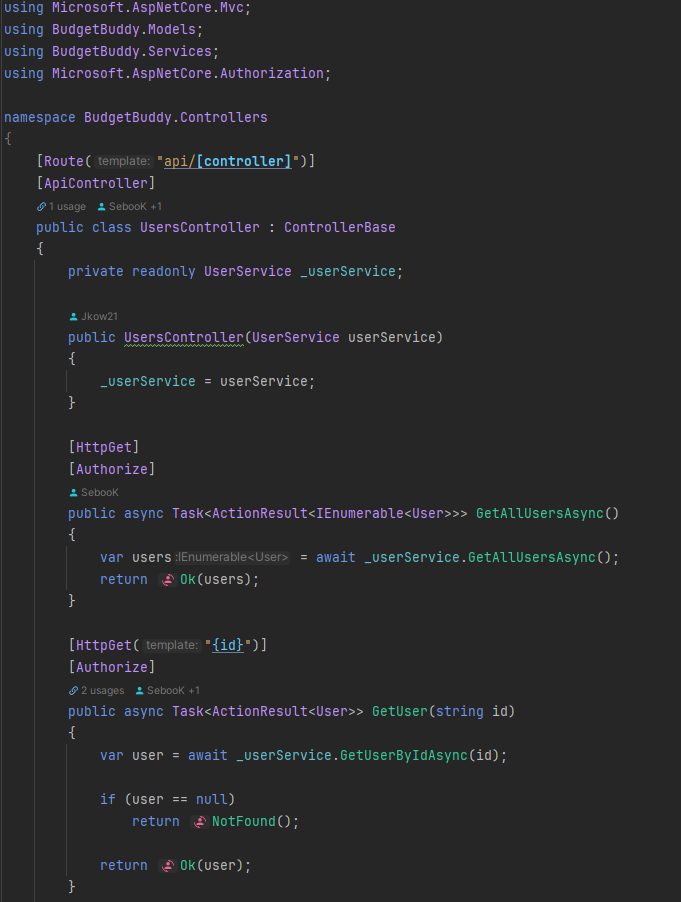 using Microsoft.AspNetCore.Mvc;
using BudgetBuddy.Models;
using BudgetBuddy.Services;
using Microsoft.AspNetCore.Authorization;

namespace BudgetBuddy.Controllers
{
    [Route( template: "api/[controller]")]
    [ApiController]
    1 usage SebooK +1
    public class UsersController : ControllerBase
    {
        private readonly UserService _userService;

        Jkow21
        public UsersController(UserService userService)
        {
            _userService = userService;
        }

        [HttpGet]
        [Authorize]
        SebooK
        public async Task<ActionResult<IEnumerable<User>>> GetAllUsersAsync()
        {
            var users :IEnumerable<User> = await _userService.GetAllUsersAsync();
            return Ok(users);
        }

        [HttpGet( template: "{id}")]
        [Authorize]
        2 usages SebooK +1
        public async Task<ActionResult<User>> GetUser(string id)
        {
            var user = await _userService.GetUserByIdAsync(id);

            if (user == null)
                return NotFound();

            return Ok(user);
        }